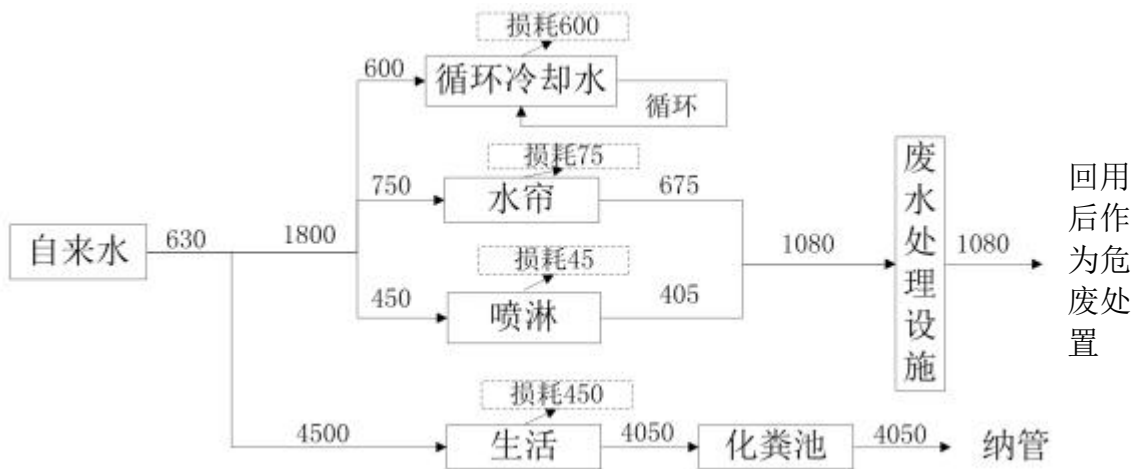 损耗600
600
循环冷却水
循环
损耗75
750
水帘
675
自来水
630
1800
损耗45
450
喷淋
405
1080
废水处理设施
1080
回用
后作
为危
废处
置
损耗450
4500
生活
4050
化粪池
4050
纳管